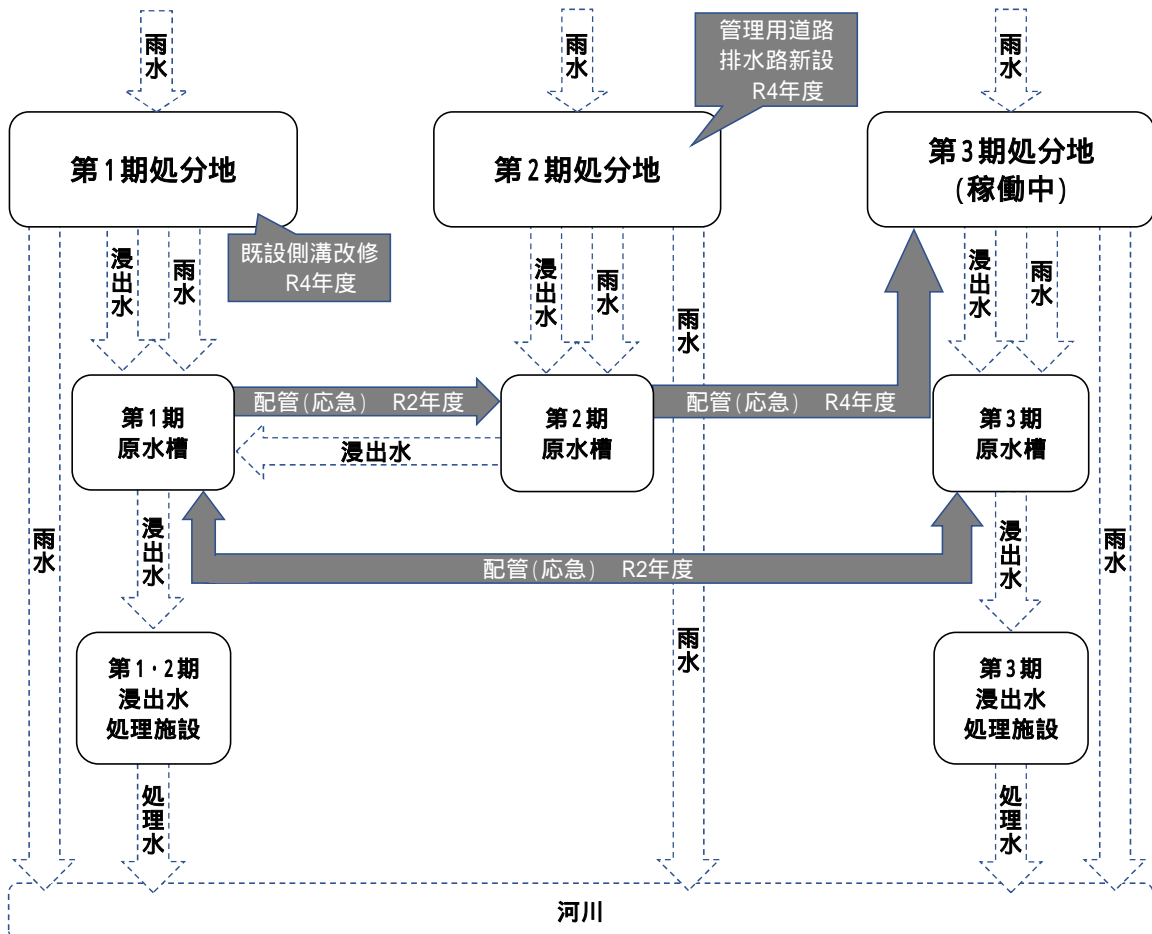 雨水
雨水
管理用道路
排水路新設
R4年度
雨水
第1期処分地
第2期処分地
第3期処分地
(稼働中)
既設側溝改修
R4年度
浸出水
雨水
浸出水
雨水
雨水
浸出水
雨水
第1期
原水槽
配管(応急) R2年度
浸出水
第2期
原水槽
配管(応急) R4年度
第3期
原水槽
雨水
浸出水
配管(応急) R2年度
浸出水
雨水
雨水
第1・2期
浸出水
処理施設
第3期
浸出水
処理施設
処理水
処理水
河川